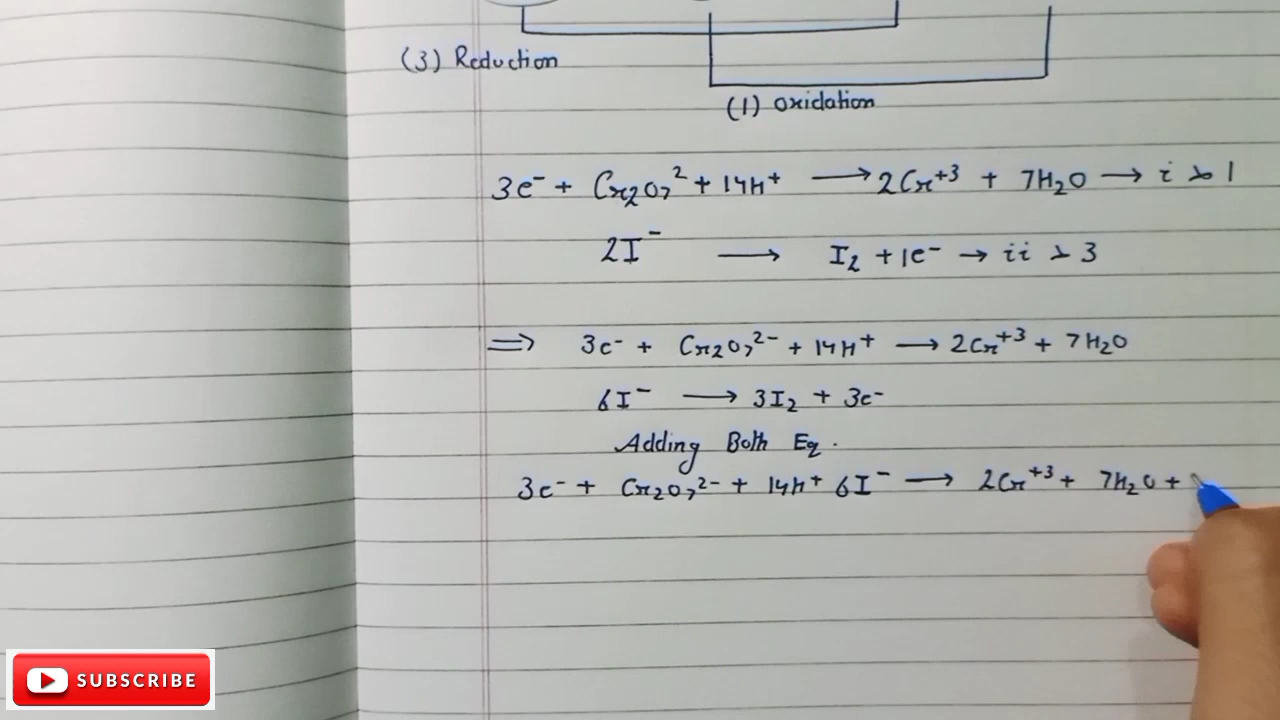 (3) Reduction
(1) Oxidation
3e⁻ + Cr₂O₇² + 14H⁺ → 2Cr⁺³ + 7H₂O → i × 1
2I⁻ → I₂ + 1e⁻ → ii × 3
⇒ 3e⁻ + Cr₂O₇²⁻ + 14H⁺ → 2Cr⁺³ + 7H₂O
6I⁻ → 3I₂ + 3e⁻
Adding Both Eq.
3e⁻ + Cr₂O₇²⁻ + 14H⁺ 6I⁻ → 2Cr⁺³ + 7H₂O +
SUBSCRIBE